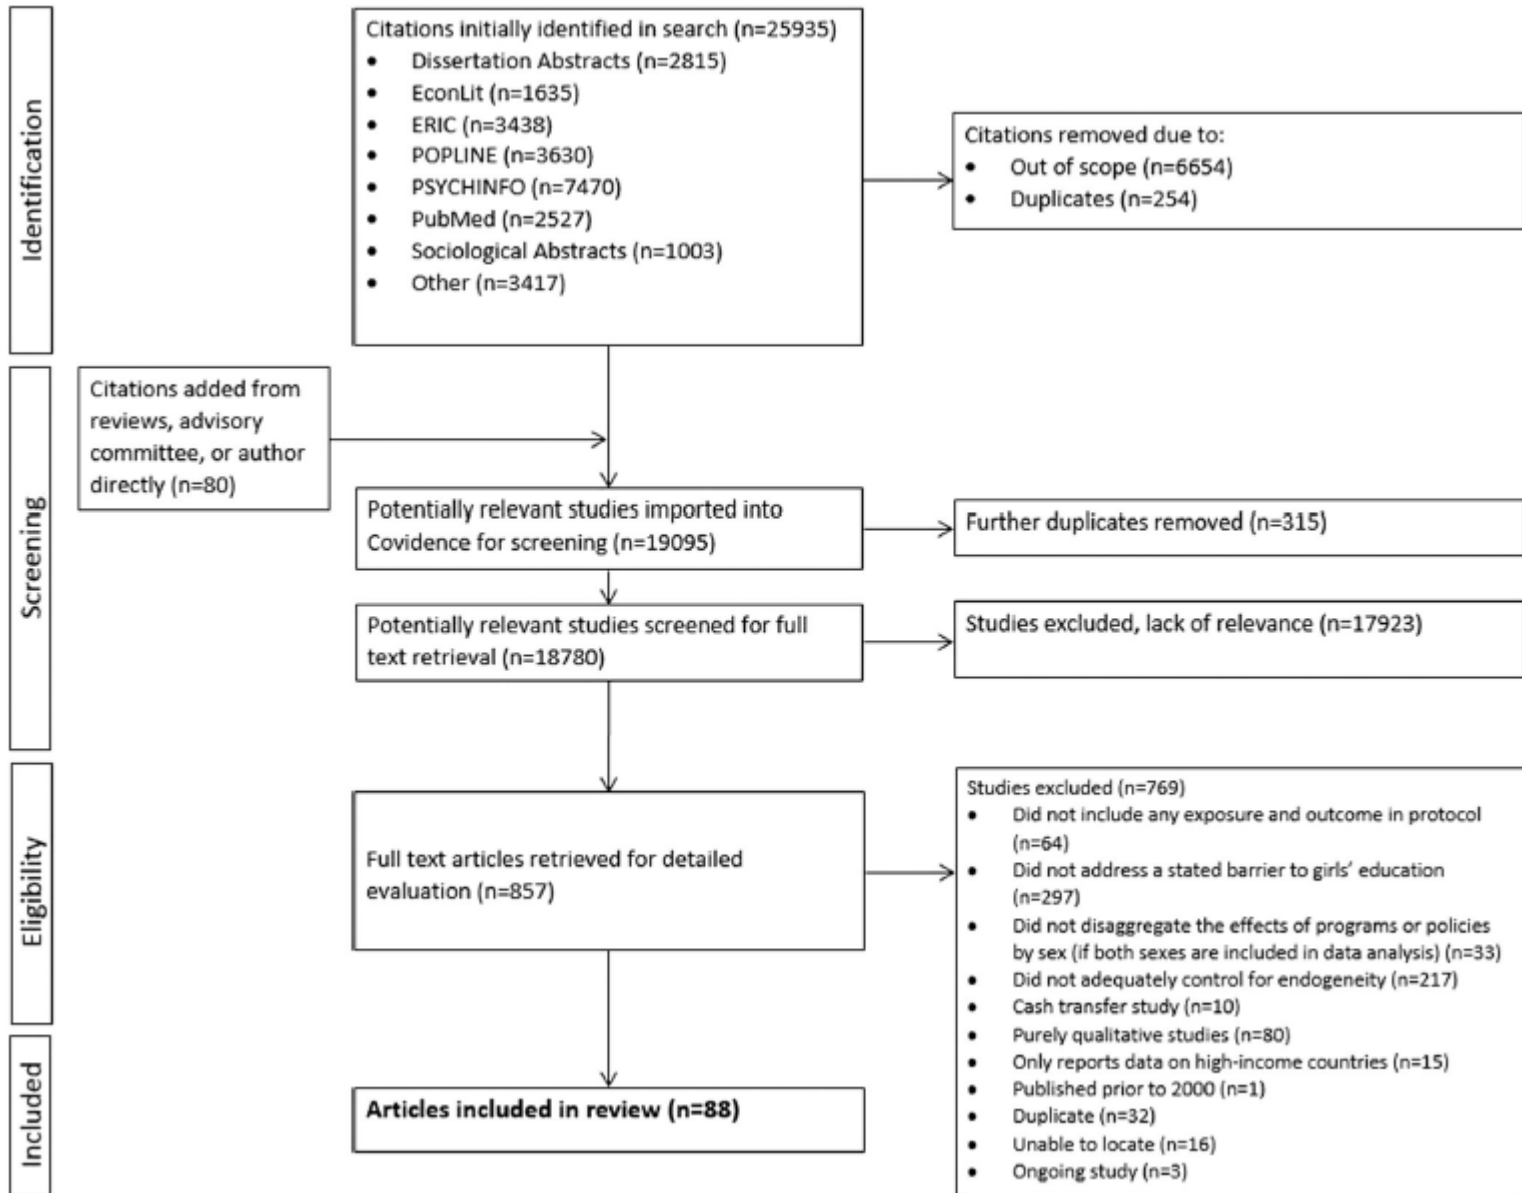 Identification
Citations initially identified in search (n=25935)
• Dissertation Abstracts (n=2815)
• EconLit (n=1635)
• ERIC (n=3438)
• POPLINE (n=3630)
• PSYCHINFO (n=7470)
• PubMed (n=2527)
• Sociological Abstracts (n=1003)
• Other (n=3417)
Citations removed due to:
• Out of scope (n=6654)
• Duplicates (n=254)
Screening
Citations added from
reviews, advisory
committee, or author
directly (n=80)
Potentially relevant studies imported into
Covidence for screening (n=19095)
Further duplicates removed (n=315)
Potentially relevant studies screened for full
text retrieval (n=18780)
Studies excluded, lack of relevance (n=17923)
Eligibility
Full text articles retrieved for detailed
evaluation (n=857)
Studies excluded (n=769)
• Did not include any exposure and outcome in protocol
(n=64)
• Did not address a stated barrier to girls’ education
(n=297)
• Did not disaggregate the effects of programs or policies
by sex (if both sexes are included in data analysis) (n=33)
• Did not adequately control for endogeneity (n=217)
• Cash transfer study (n=10)
• Purely qualitative studies (n=80)
• Only reports data on high-income countries (n=15)
• Published prior to 2000 (n=1)
• Duplicate (n=32)
• Unable to locate (n=16)
• Ongoing study (n=3)
Included
Articles included in review (n=88)